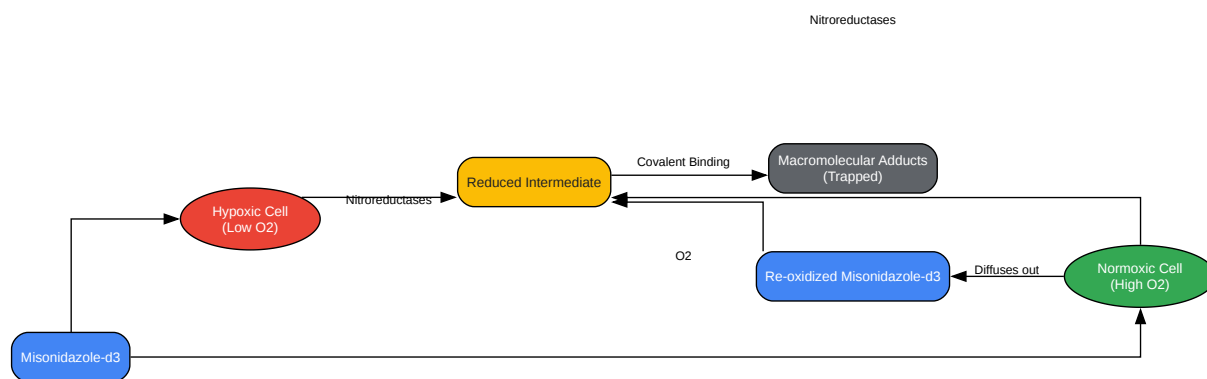 Nitroreductases
Covalent Binding
Macromolecular Adducts
(Trapped)
Reduced Intermediate
Nitroreductases
Hypoxic Cell
(Low O2)
O2
Re-oxidized Misonidazole-d3
Diffuses out
Normoxic Cell
(High O2)
Misonidazole-d3